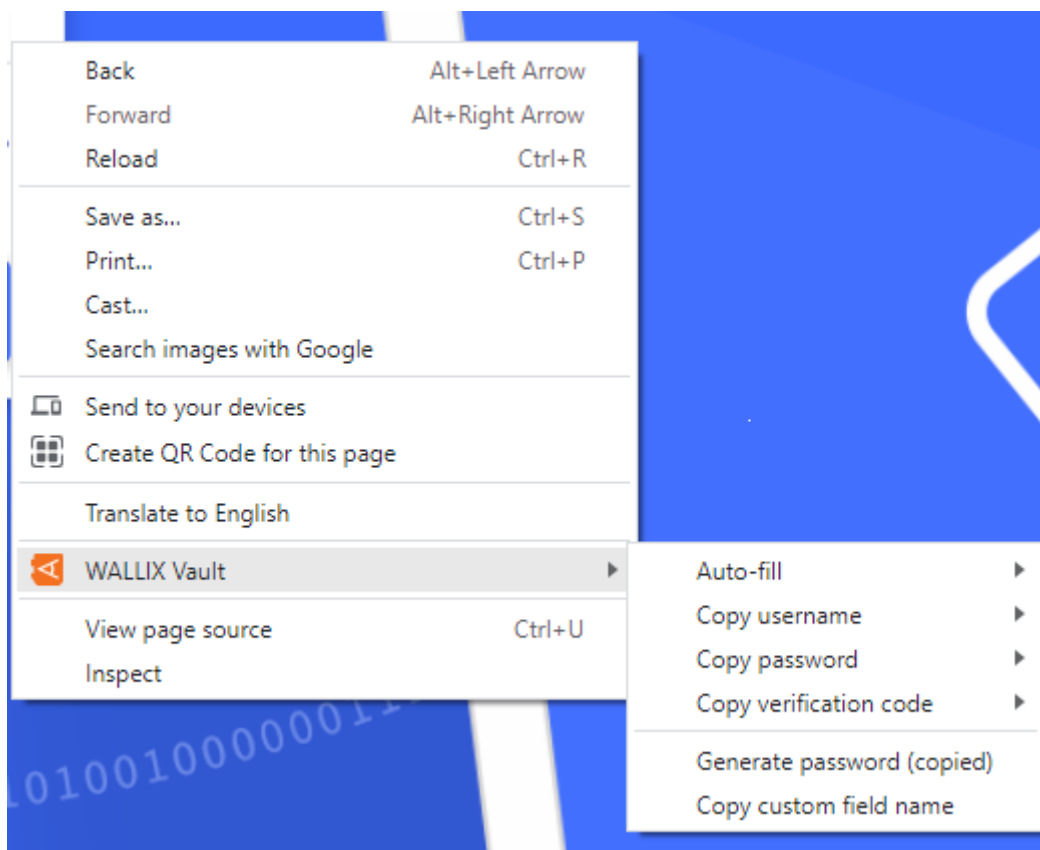 Back Alt+Left Arrow
Forward Alt+Right Arrow
Reload Ctrl+R
Save as... Ctrl+S
Print... Ctrl+P
Cast...
Search images with Google
Send to your devices
Create QR Code for this page
Translate to English
WALLIX Vault
View page source Ctrl+U
Inspect
Auto-fill
Copy username
Copy password
Copy verification code
Generate password (copied)
Copy custom field name